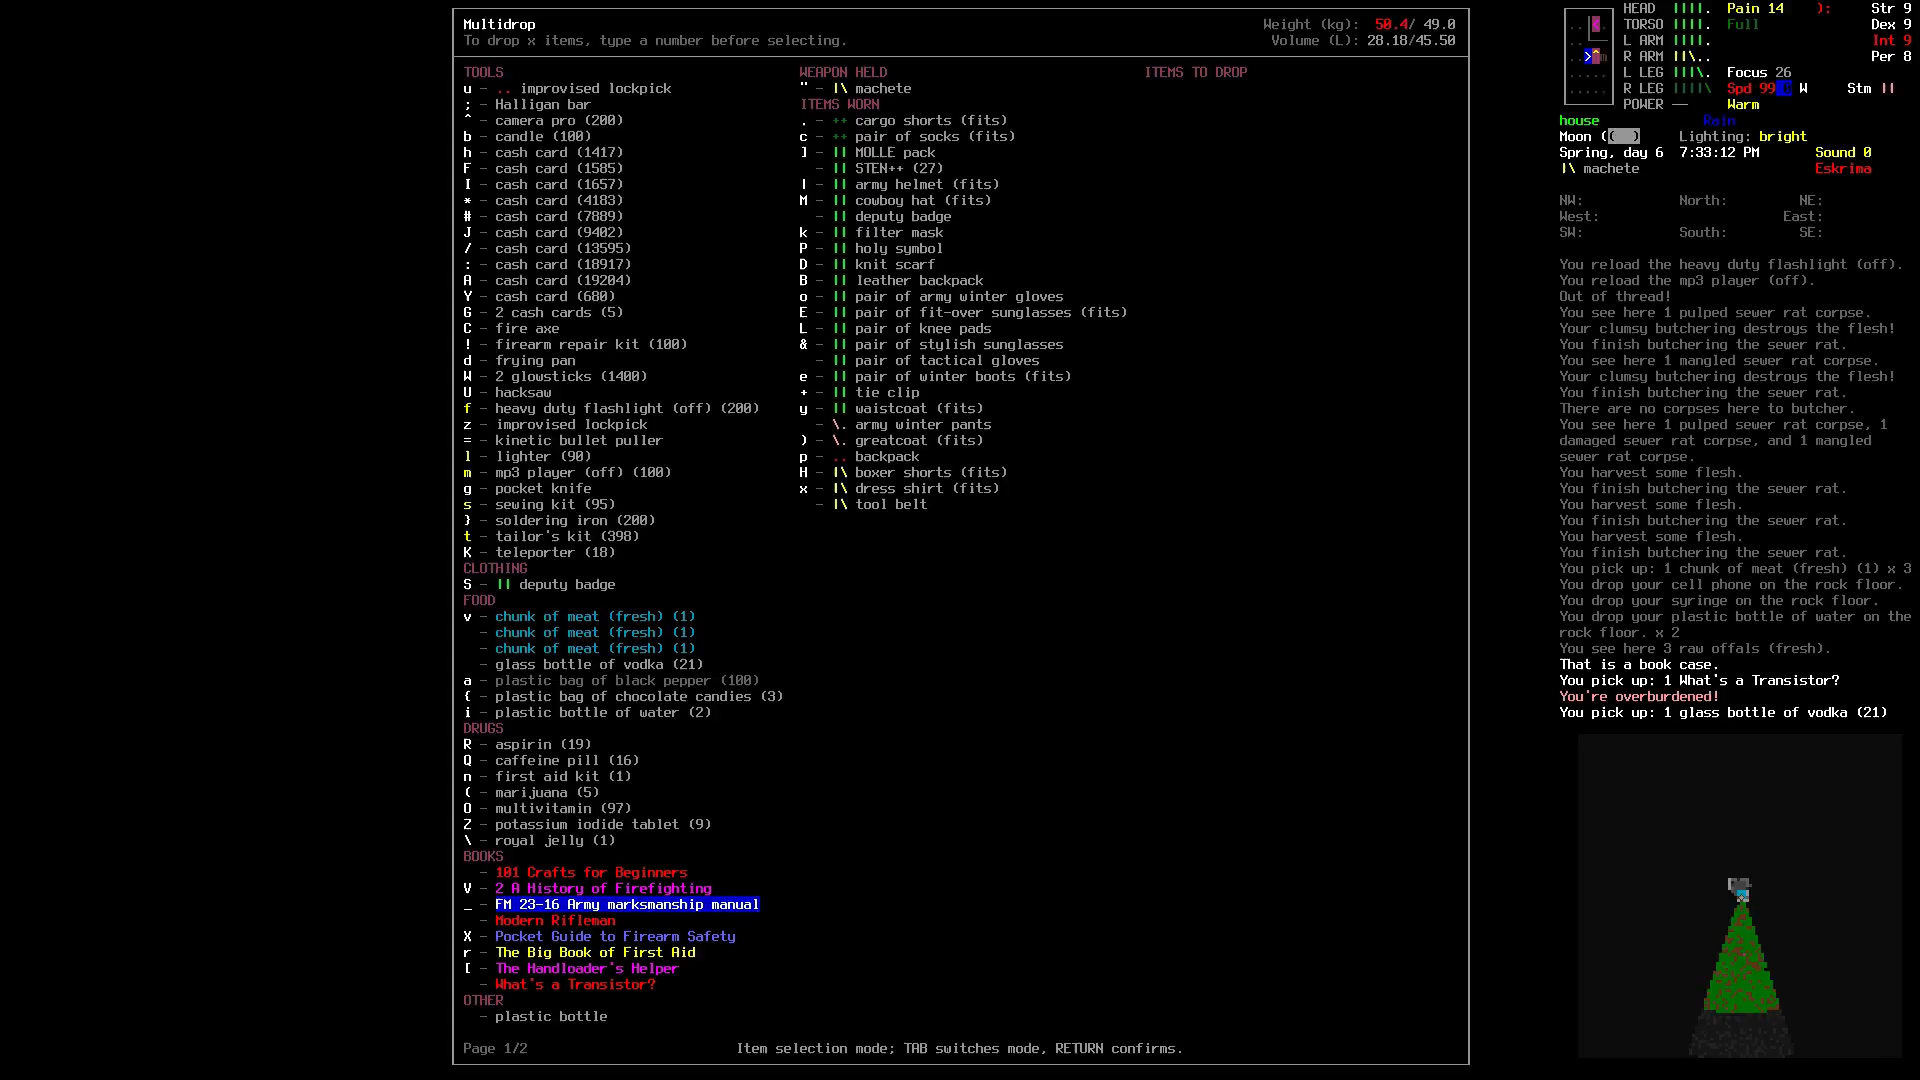 Multidrop
Weight (kg): 50.4/ 49.0
To drop x items, type a number before selecting.
Volume (L): 28.18/45.50
TOOLS
u - .. improvised lockpick
; - Halligan bar
^ - camera pro (200)
b - candle (100)
h - cash card (1417)
F - cash card (1585)
I - cash card (1657)
* - cash card (4183)
# - cash card (7889)
J - cash card (9402)
/ - cash card (13595)
: - cash card (18917)
A - cash card (19204)
Y - cash card (680)
G - 2 cash cards (5)
C - fire axe
! - firearm repair kit (100)
d - frying pan
W - 2 glowsticks (1400)
U - hacksaw
f - heavy duty flashlight (off) (200)
z - improvised lockpick
= - kinetic bullet puller
l - lighter (90)
m - mp3 player (off) (100)
g - pocket knife
s - sewing kit (95)
} - soldering iron (200)
t - tailor's kit (398)
K - teleporter (18)
CLOTHING
S - || deputy badge
FOOD
v - chunk of meat (fresh) (1)
- chunk of meat (fresh) (1)
- chunk of meat (fresh) (1)
- glass bottle of vodka (21)
a - plastic bag of black pepper (100)
{ - plastic bag of chocolate candies (3)
i - plastic bottle of water (2)
DRUGS
R - aspirin (19)
Q - caffeine pill (16)
n - first aid kit (1)
( - marijuana (5)
O - multivitamin (97)
Z - potassium iodide tablet (9)
\ - royal jelly (1)
BOOKS
- 101 Crafts for Beginners
V - 2 A History of Firefighting
_ - FM 23-16 Army marksmanship manual
- Modern Rifleman
X - Pocket Guide to Firearm Safety
r - The Big Book of First Aid
[ - The Handloader's Helper
- What's a Transistor?
OTHER
- plastic bottle
WEAPON HELD
" - |\ machete
ITEMS WORN
. - ++ cargo shorts (fits)
c - ++ pair of socks (fits)
] - || MOLLE pack
- || STEN++ (27)
| - || army helmet (fits)
M - || cowboy hat (fits)
- || deputy badge
k - || filter mask
P - || holy symbol
D - || knit scarf
B - || leather backpack
o - || pair of army winter gloves
E - || pair of fit-over sunglasses (fits)
L - || pair of knee pads
& - || pair of stylish sunglasses
- || pair of tactical gloves
e - || pair of winter boots (fits)
+ - || tie clip
y - || waistcoat (fits)
- \. army winter pants
) - \. greatcoat (fits)
p - .. backpack
H - |\ boxer shorts (fits)
x - |\ dress shirt (fits)
- |\ tool belt
ITEMS TO DROP
Page 1/2
Item selection mode; TAB switches mode, RETURN confirms.
HEAD ||||. Pain 14 ): Str 9
TORSO ||||. Full Dex 9
L ARM ||||. Int 9
R ARM ||\.. Per 8
L LEG |||\. Focus 26
R LEG ||||\ Spd 99 W Stm ||
POWER — Warm
house Rain
Moon (( ) Lighting: bright
Spring, day 6 7:33:12 PM Sound 0
|\ machete Eskrima
NW: North: NE:
West: East:
SW: South: SE:
You reload the heavy duty flashlight (off).
You reload the mp3 player (off).
Out of thread!
You see here 1 pulped sewer rat corpse.
Your clumsy butchering destroys the flesh!
You finish butchering the sewer rat.
You see here 1 mangled sewer rat corpse.
Your clumsy butchering destroys the flesh!
You finish butchering the sewer rat.
There are no corpses here to butcher.
You see here 1 pulped sewer rat corpse, 1
damaged sewer rat corpse, and 1 mangled
sewer rat corpse.
You harvest some flesh.
You finish butchering the sewer rat.
You harvest some flesh.
You finish butchering the sewer rat.
You harvest some flesh.
You finish butchering the sewer rat.
You pick up: 1 chunk of meat (fresh) (1) x 3
You drop your cell phone on the rock floor.
You drop your syringe on the rock floor.
You drop your plastic bottle of water on the
rock floor. x 2
You see here 3 raw offals (fresh).
That is a book case.
You pick up: 1 What's a Transistor?
You're overburdened!
You pick up: 1 glass bottle of vodka (21)